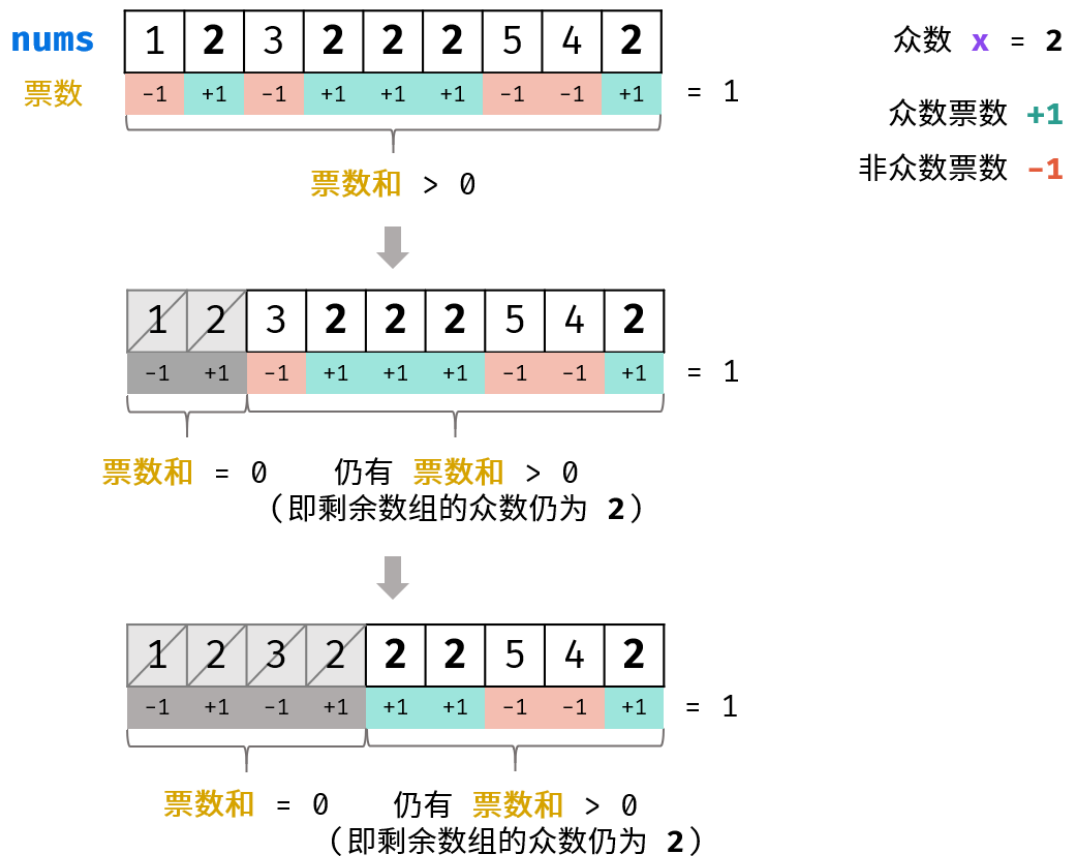 nums 1 2 3 2 2 2 5 4 2 众数 x = 2
票数 -1 +1 -1 +1 +1 +1 -1 -1 +1 = 1
众数票数 +1
非众数票数 -1
票数和 > 0
1 2 3 2 2 2 5 4 2
-1 +1 -1 +1 +1 +1 -1 -1 +1 = 1
票数和 = 0 仍有 票数和 > 0
(即剩余数组的众数仍为 2)
1 2 3 2 2 2 5 4 2
-1 +1 -1 +1 +1 +1 -1 -1 +1 = 1
票数和 = 0 仍有 票数和 > 0
(即剩余数组的众数仍为 2)